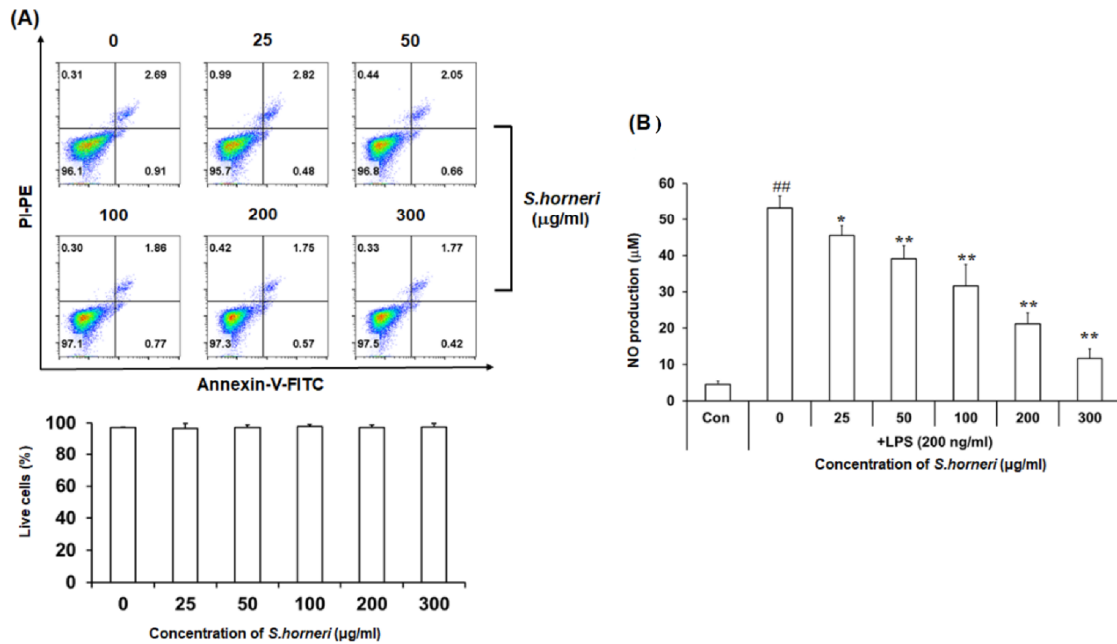 (A)
0 25 50
0.31 2.69 0.99 2.82 0.44 2.05
96.1 0.91 95.7 0.48 96.8 0.66
100 200 300
0.30 1.86 0.42 1.75 0.33 1.77
97.1 0.77 97.3 0.57 97.5 0.42
PI-PE
Annexin-V-FITC
S.horneri
(μg/ml)
Live cells (%)
100
80
60
40
20
0
0 25 50 100 200 300
Concentration of S.horneri (μg/ml)
(B)
NO production (μM)
60
50
40
30
20
10
0
## * ** ** ** **
Con 0 25 50 100 200 300
+LPS (200 ng/ml)
Concentration of S.horneri (μg/ml)